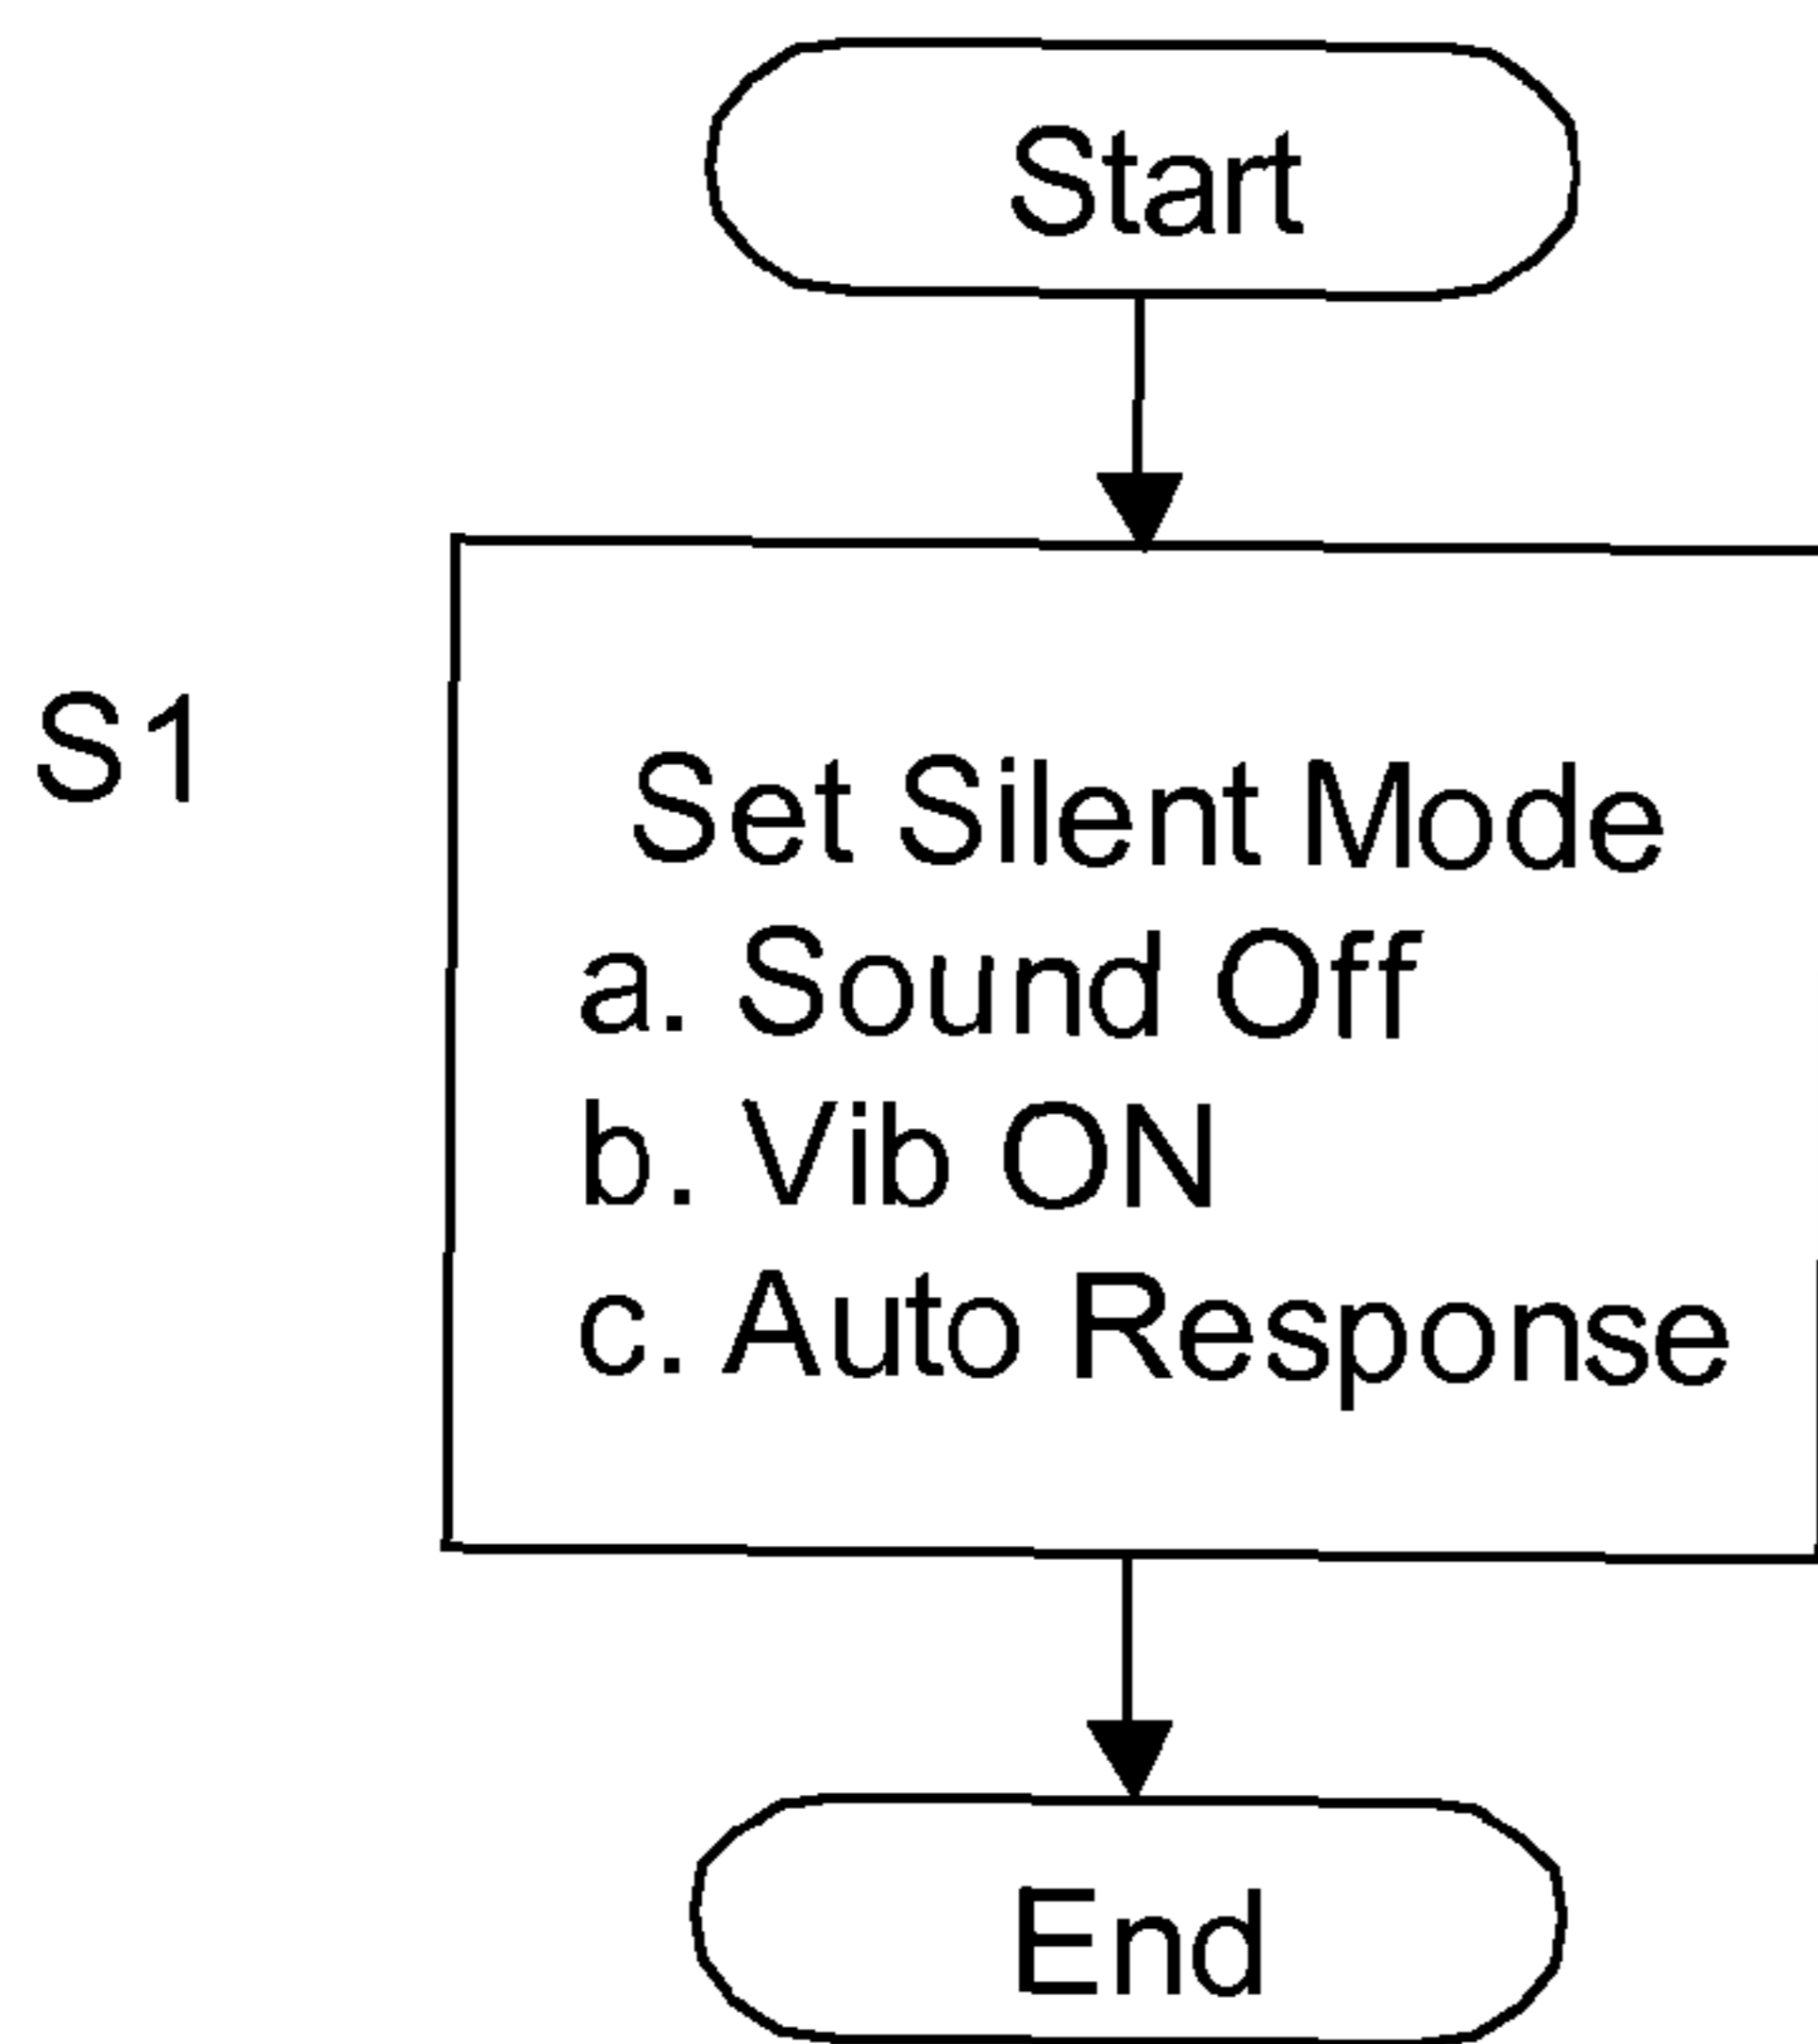 Start
S1
Set Silent Mode
a. Sound Off
b. Vib ON
c. Auto Response
End